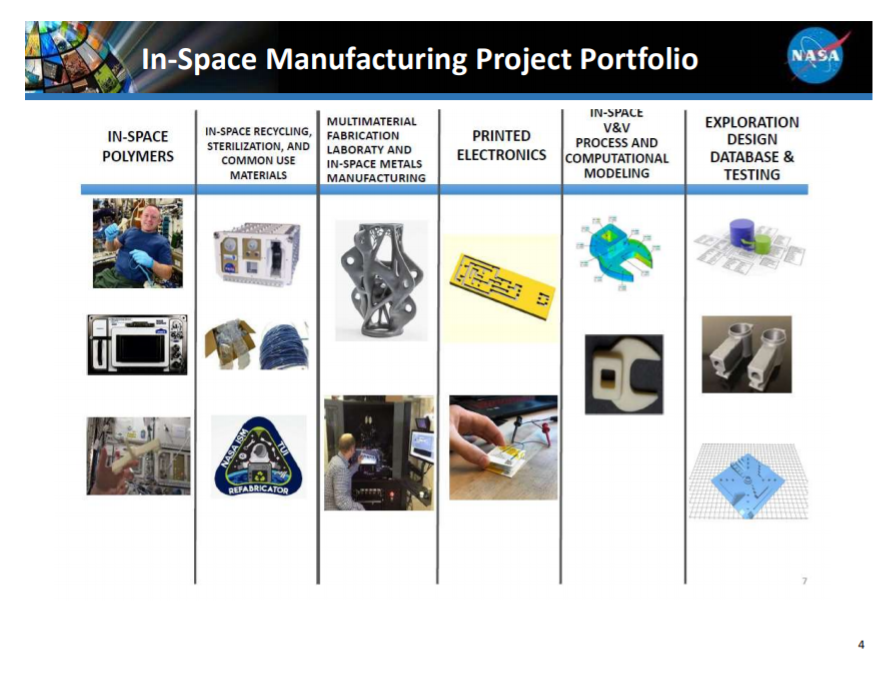 In-Space Manufacturing Project Portfolio
NASA
IN-SPACE
POLYMERS
IN-SPACE RECYCLING,
STERILIZATION, AND
COMMON USE
MATERIALS
MULTIMATERIAL
FABRICATION
LABORATY AND
IN-SPACE METALS
MANUFACTURING
PRINTED
ELECTRONICS
IN-SPACE
V&V
PROCESS AND
COMPUTATIONAL
MODELING
EXPLORATION
DESIGN
DATABASE &
TESTING
NASA ISM
TUI
REFABRICATOR
7
4